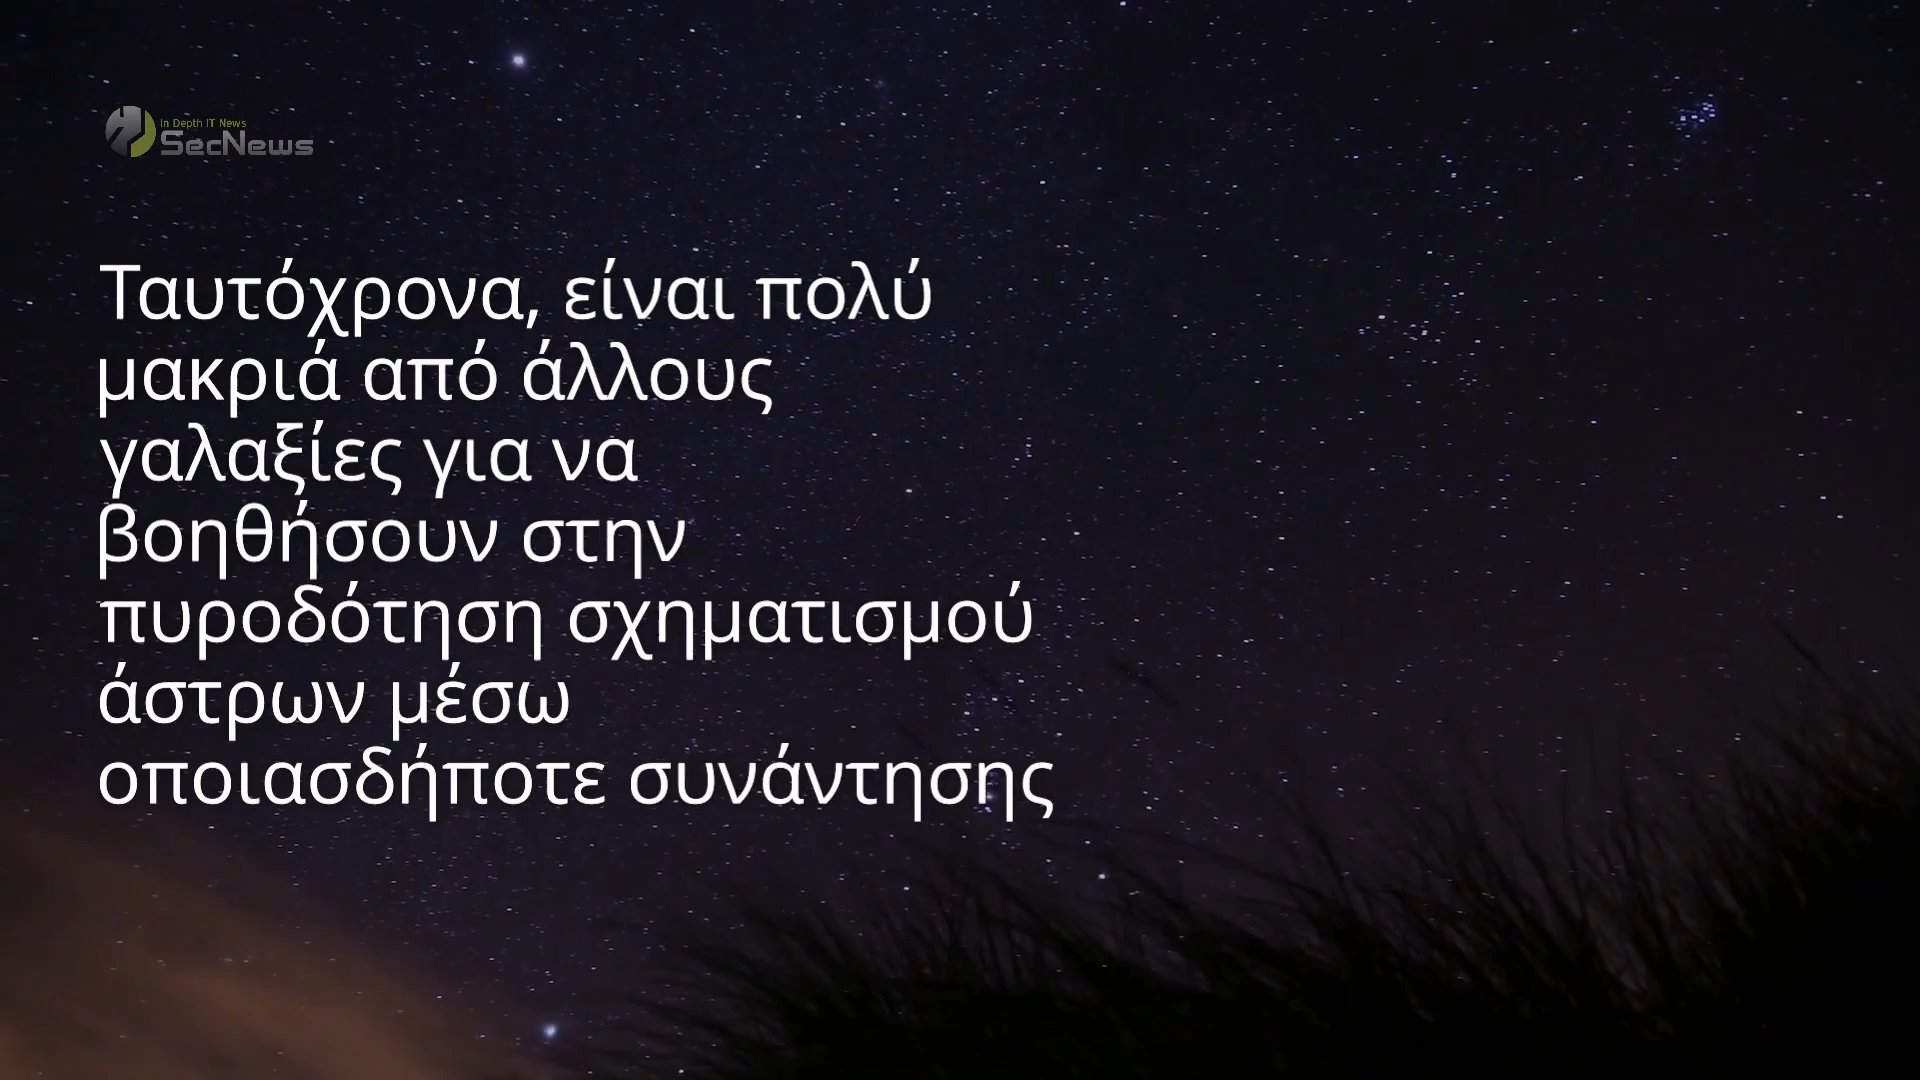 In Depth IT News
SecNews
Ταυτόχρονα, είναι πολύ
μακριά από άλλους
γαλαξίες για να
βοηθήσουν στην
πυροδότηση σχηματισμού
άστρων μέσω
οποιασδήποτε συνάντησης